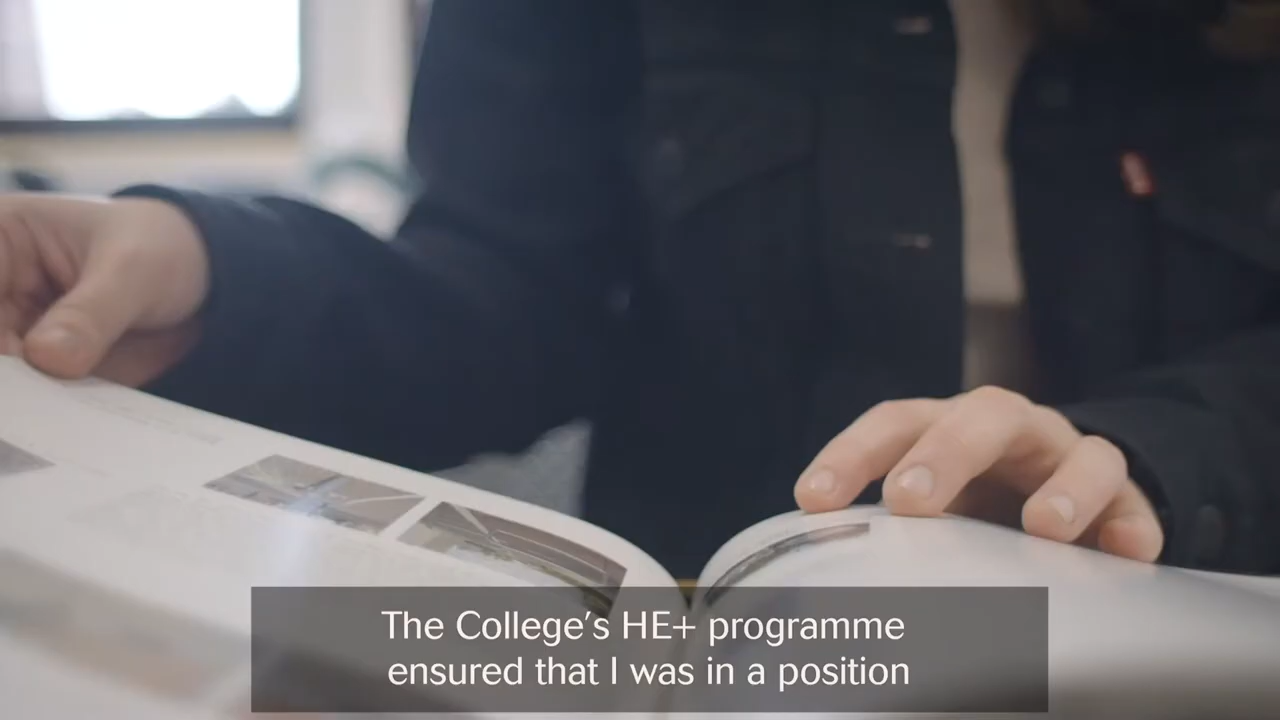 The College's HE+ programme
ensured that I was in a position